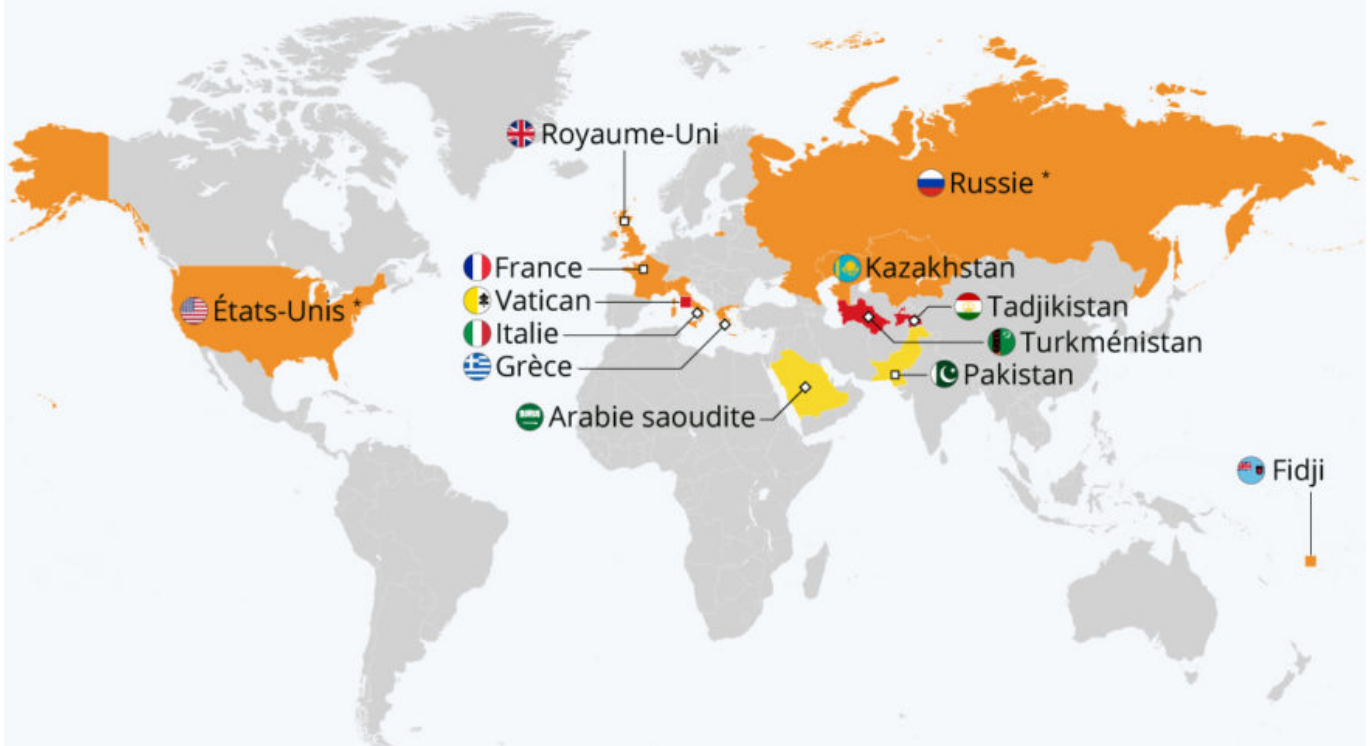 Royaume-Uni
Russie *
France
Kazakhstan
Vatican
États-Unis *
Tadjikistan
Italie
Turkménistan
Grèce
Pakistan
Arabie saoudite
Fidji